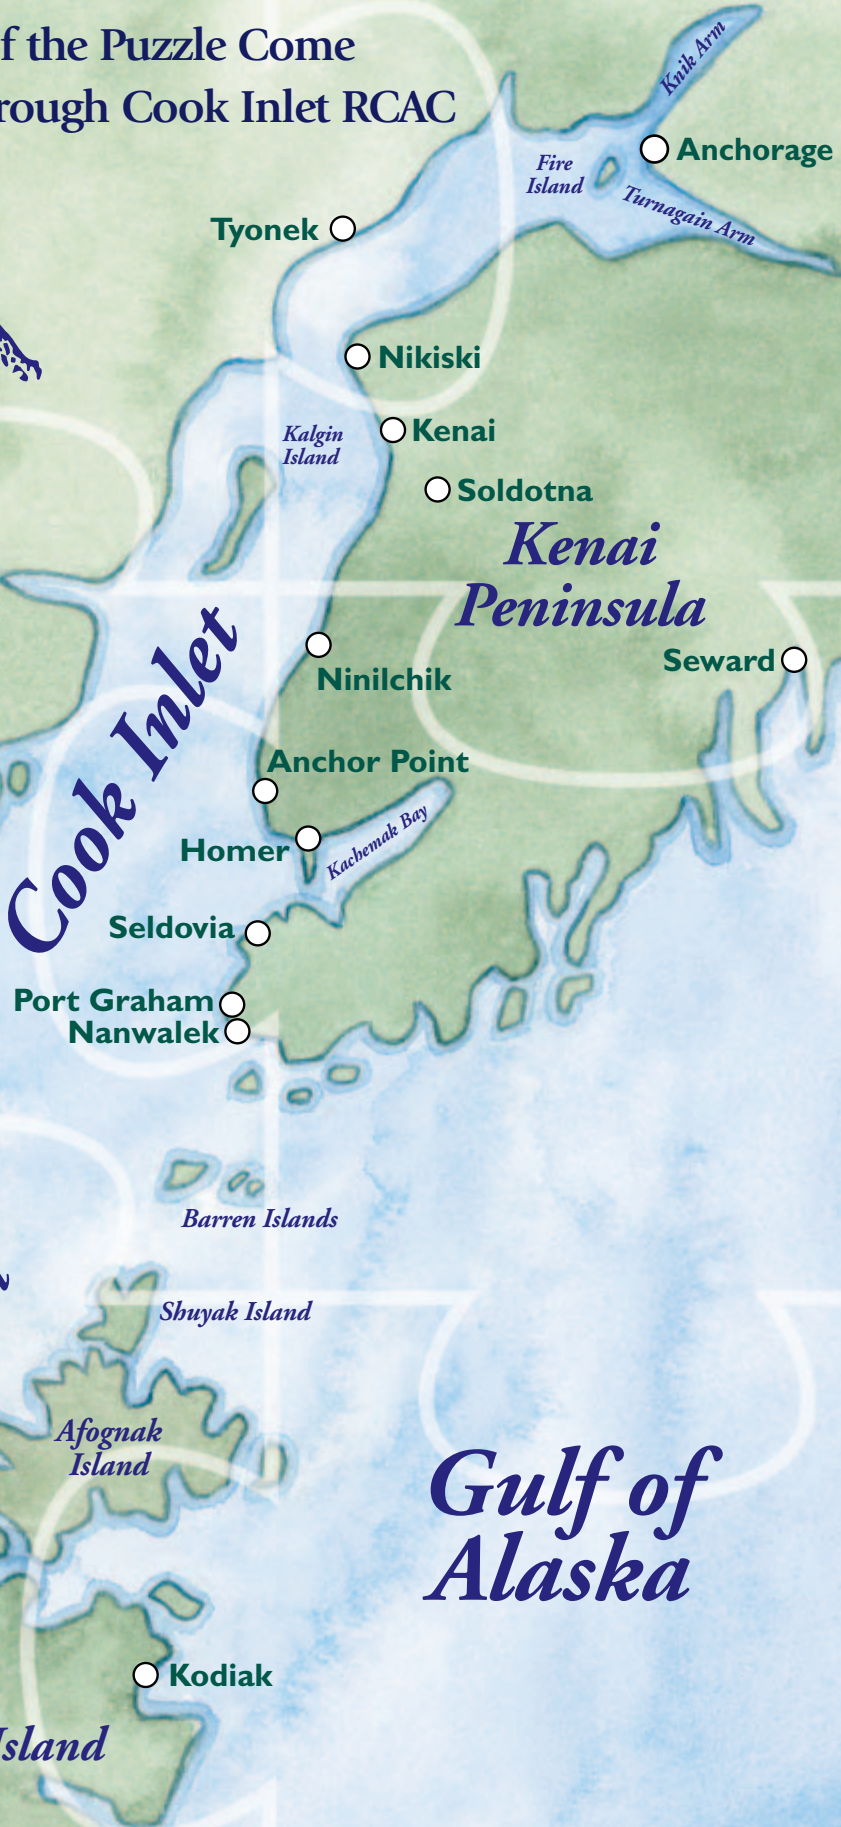 f the Puzzle Come
rough Cook Inlet RCAC
Knik Arm
Anchorage
Fire
Island
Turnagain Arm
Tyonek
Nikiski
Kenai
Kalgin
Island
Soldotna
Kenai
Peninsula
Cook Inlet
Seward
Ninilchik
Anchor Point
Homer
Kachemak Bay
Seldovia
Port Graham
Nanwalek
Barren Islands
Shuyak Island
Afognak
Island
Gulf of
Alaska
Kodiak
Island